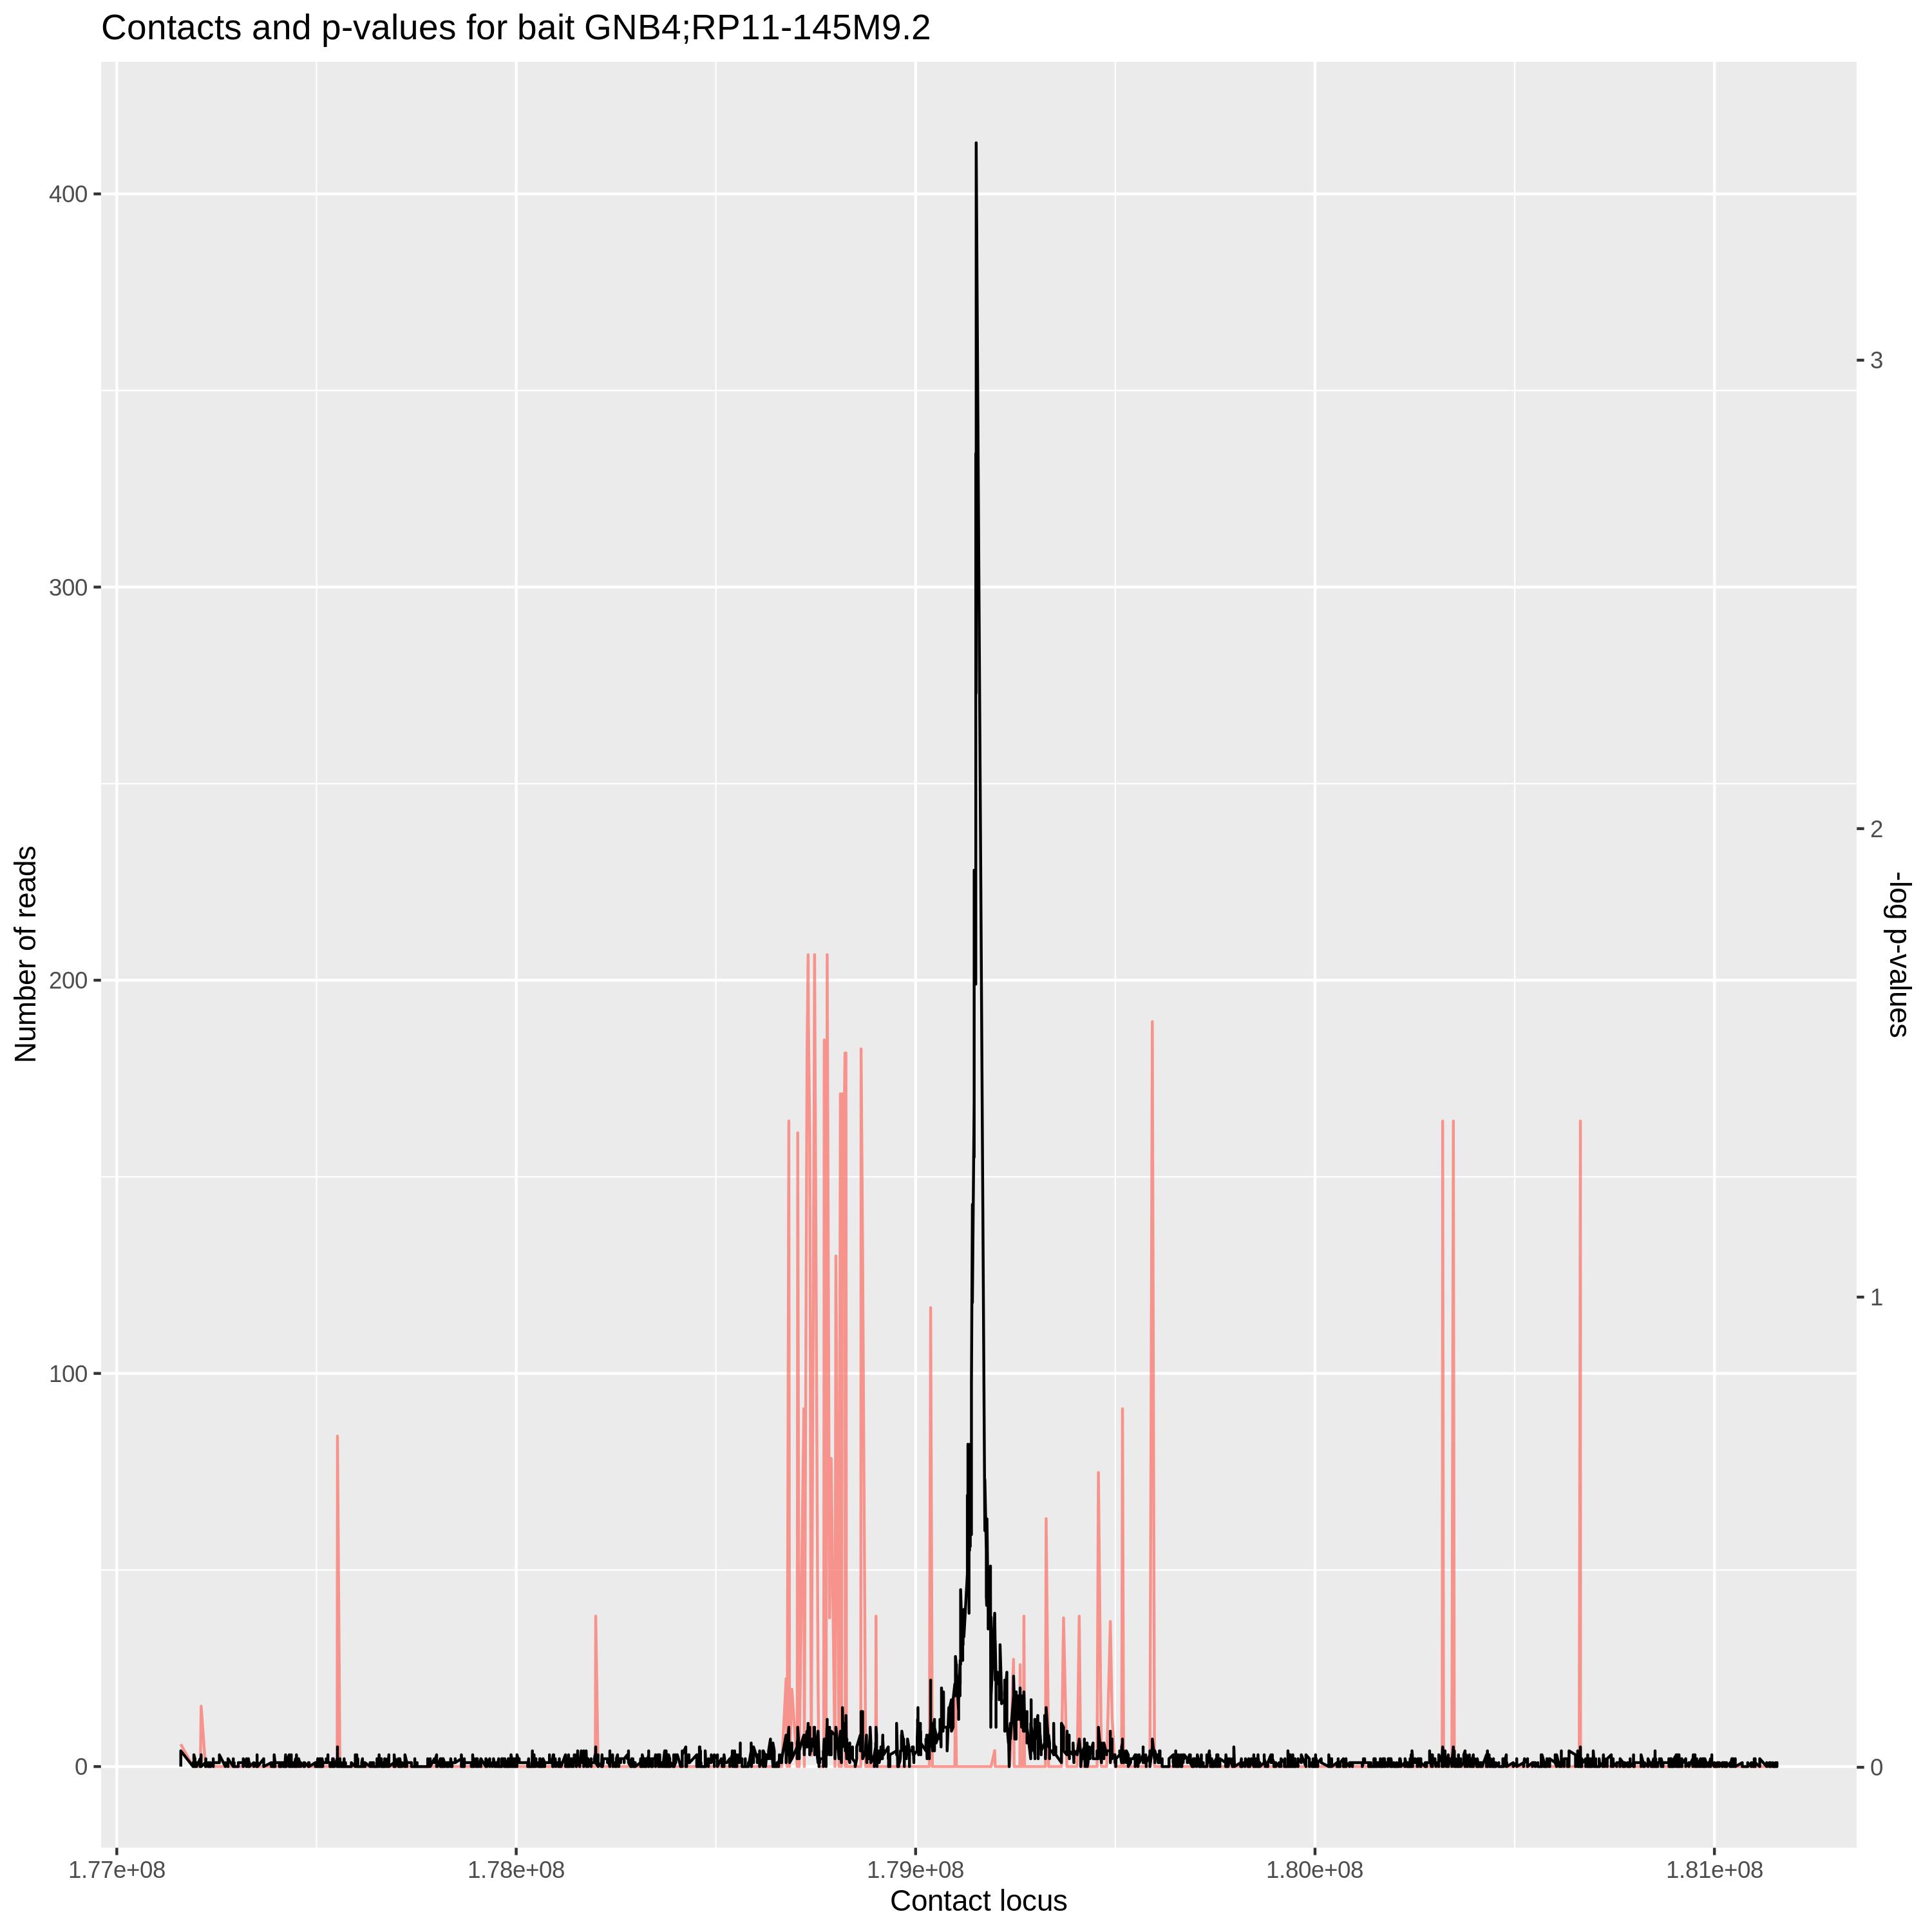 Contacts and p-values for bait GNB4;RP11-145M9.2
400
300
200
100
0
Number of reads
3
2
1
0
-log p-values
1.77e+08
1.78e+08
1.79e+08
1.80e+08
1.81e+08
Contact locus